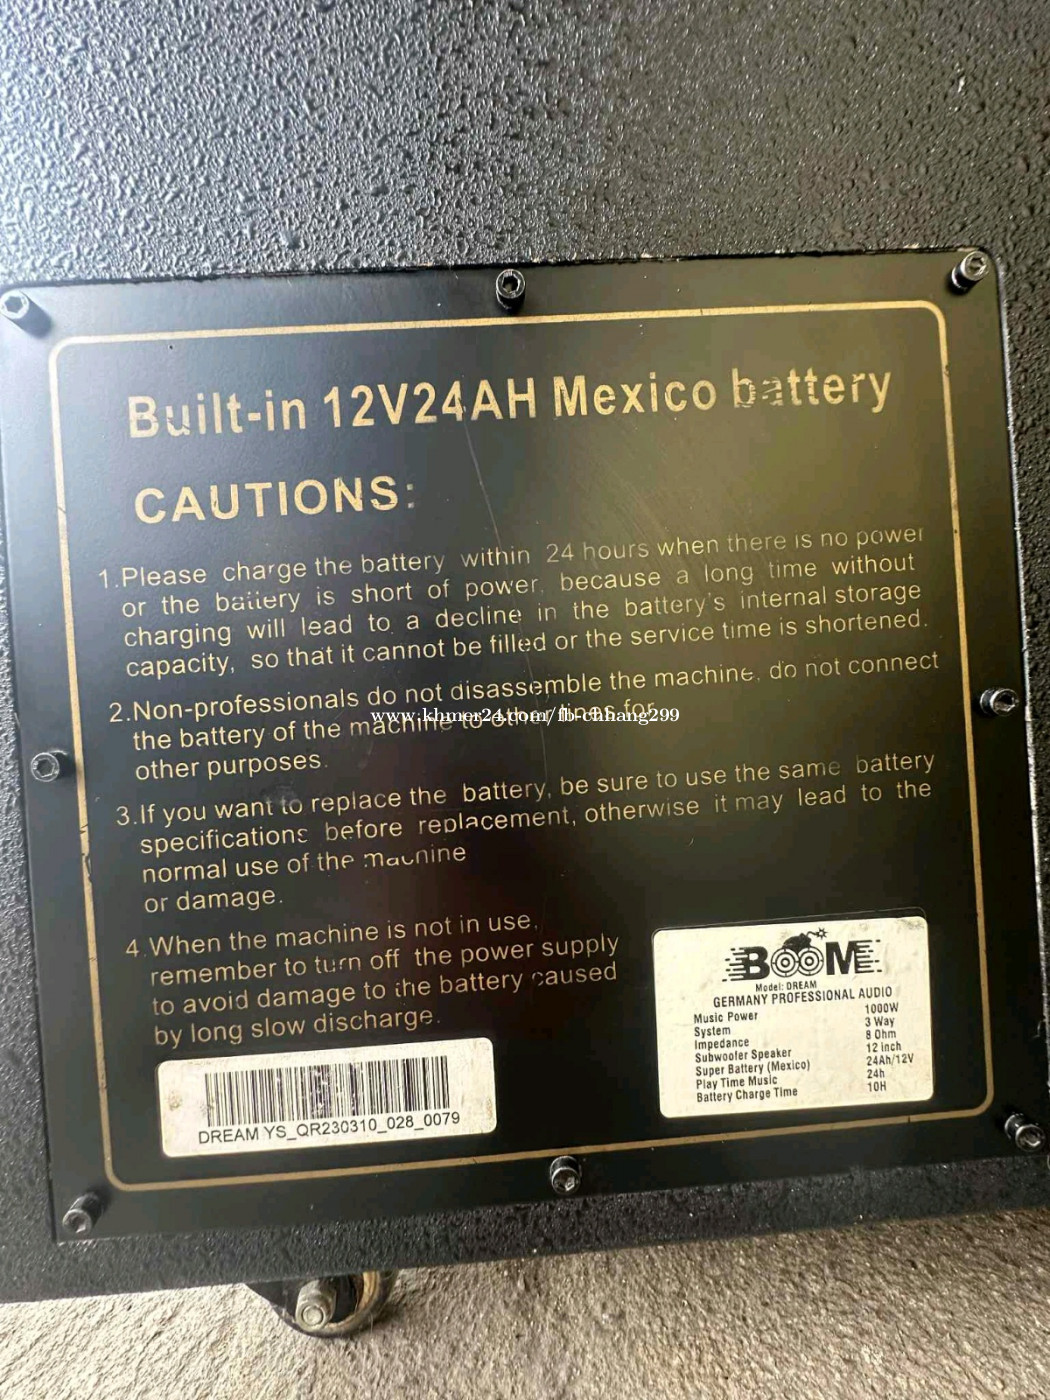 Built-in 12V24AH Mexico battery
CAUTIONS:
1.Please charge the battery within 24 hours when there is no power
or the battery is short of power, because a long time without
charging will lead to a decline in the battery's internal storage
capacity, so that it cannot be filled or the service time is shortened.
2.Non-professionals do not disassemble the machine, do not connect
the battery of the machine to other lines for
www.khmer24.com/fb-chhang299
other purposes.
3.If you want to replace the battery, be sure to use the same battery
specifications before replacement, otherwise it may lead to the
normal use of the machine
or damage.
4.When the machine is not in use,
remember to turn off the power supply
to avoid damage to the battery caused
by long slow discharge.
DREAM YS_QR230310_028_0079
BOOM
Model: DREAM
GERMANY PROFESSIONAL AUDIO
Music Power 1000W
System 3 Way
Impedance 8 Ohm
Subwoofer Speaker 12 inch
Super Battery (Mexico) 24Ah/12V
Play Time Music 24h
Battery Charge Time 10H